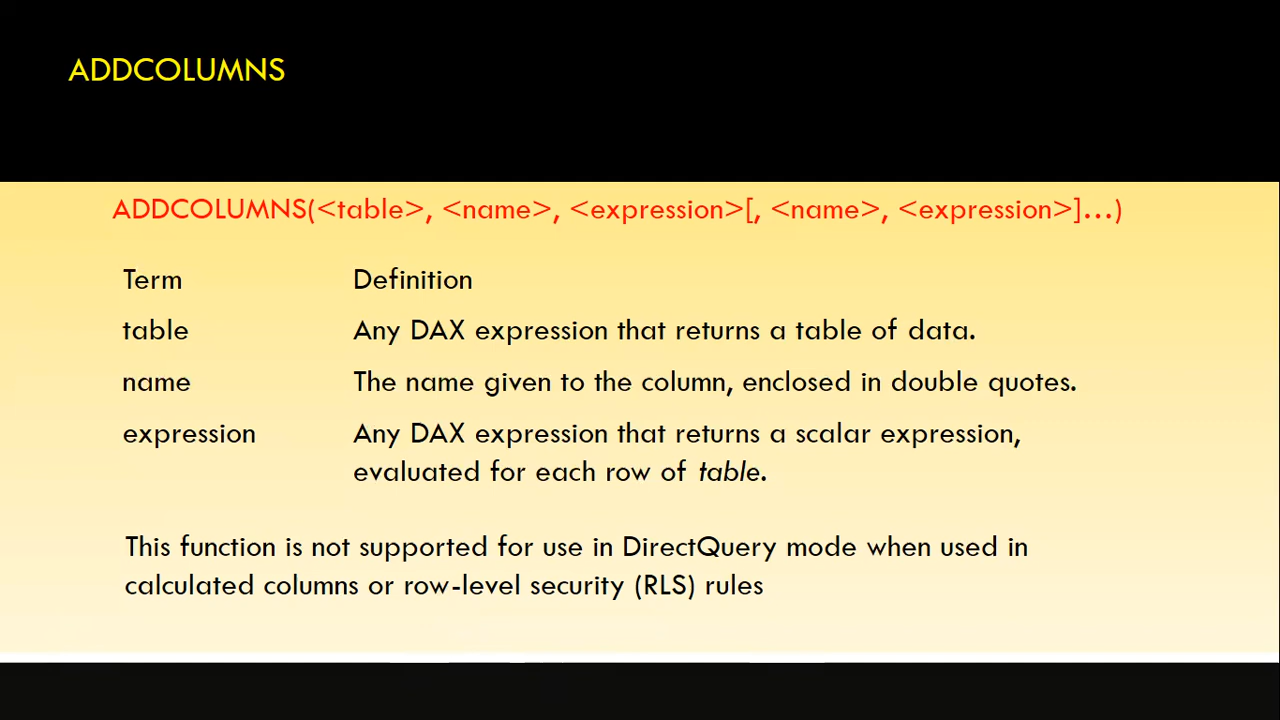 ADDCOLUMNS
ADDCOLUMNS(<table>, <name>, <expression>[, <name>, <expression>]...)
Term Definition
table Any DAX expression that returns a table of data.
name The name given to the column, enclosed in double quotes.
expression Any DAX expression that returns a scalar expression,
evaluated for each row of table.
This function is not supported for use in DirectQuery mode when used in
calculated columns or row-level security (RLS) rules